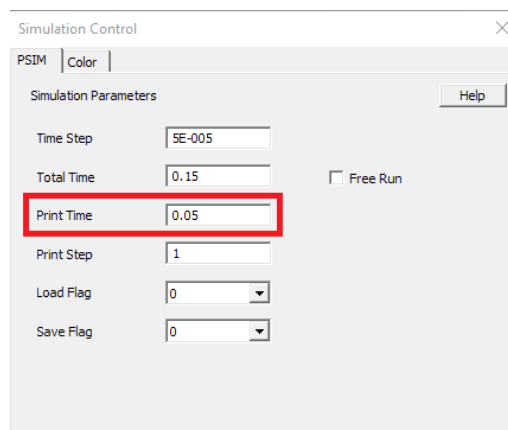 Simulation Control
PSIM Color
Simulation Parameters Help
Time Step 5E-005
Total Time 0.15 Free Run
Print Time 0.05
Print Step 1
Load Flag 0
Save Flag 0